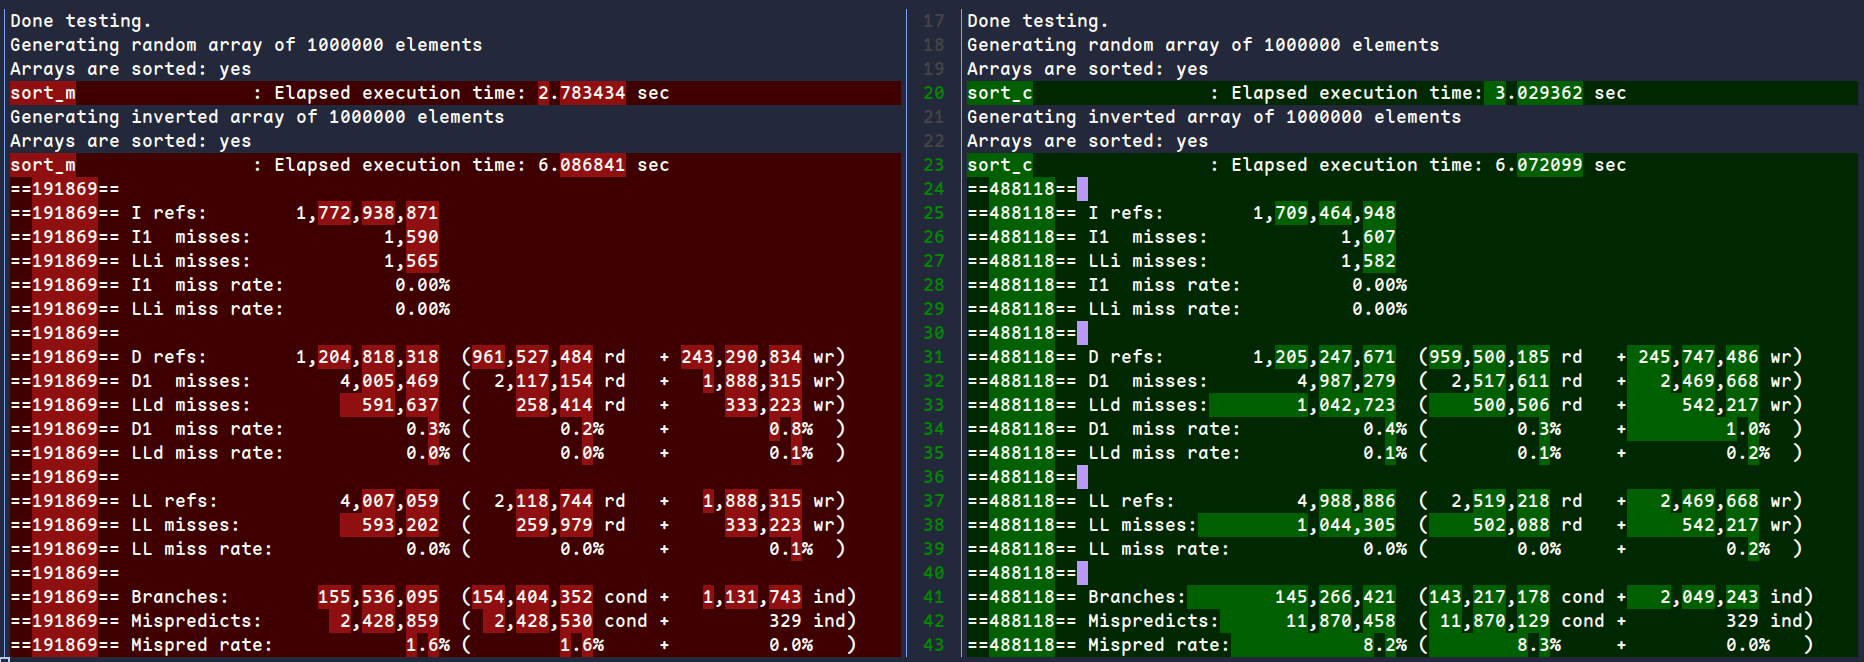 Done testing.
Generating random array of 1000000 elements
Arrays are sorted: yes
sort_m                : Elapsed execution time: 2.783434 sec
Generating inverted array of 1000000 elements
Arrays are sorted: yes
sort_m                : Elapsed execution time: 6.086841 sec
==191869==
==191869== I refs:        1,772,938,871
==191869== I1  misses:            1,590
==191869== LLi misses:            1,565
==191869== I1  miss rate:          0.00%
==191869== LLi miss rate:          0.00%
==191869==
==191869== D refs:        1,204,818,318  (961,527,484 rd   + 243,290,834 wr)
==191869== D1  misses:        4,005,469  (  2,117,154 rd   +   1,888,315 wr)
==191869== LLd misses:          591,637  (    258,414 rd   +     333,223 wr)
==191869== D1  miss rate:           0.3% (        0.2%     +         0.8%  )
==191869== LLd miss rate:           0.0% (        0.0%     +         0.1%  )
==191869==
==191869== LL refs:           4,007,059  (  2,118,744 rd   +   1,888,315 wr)
==191869== LL misses:           593,202  (    259,979 rd   +     333,223 wr)
==191869== LL miss rate:            0.0% (        0.0%     +         0.1%  )
==191869==
==191869== Branches:        155,536,095  (154,404,352 cond +   1,131,743 ind)
==191869== Mispredicts:       2,428,859  (  2,428,530 cond +         329 ind)
==191869== Mispred rate:            1.6% (        1.6%     +         0.0%   )
17 Done testing.
18 Generating random array of 1000000 elements
19 Arrays are sorted: yes
20 sort_c                : Elapsed execution time: 3.029362 sec
21 Generating inverted array of 1000000 elements
22 Arrays are sorted: yes
23 sort_c                : Elapsed execution time: 6.072099 sec
24 ==488118==
25 ==488118== I refs:        1,709,464,948
26 ==488118== I1  misses:            1,607
27 ==488118== LLi misses:            1,582
28 ==488118== I1  miss rate:          0.00%
29 ==488118== LLi miss rate:          0.00%
30 ==488118==
31 ==488118== D refs:        1,205,247,671  (959,500,185 rd   + 245,747,486 wr)
32 ==488118== D1  misses:        4,987,279  (  2,517,611 rd   +   2,469,668 wr)
33 ==488118== LLd misses:        1,042,723  (    500,506 rd   +     542,217 wr)
34 ==488118== D1  miss rate:           0.4% (        0.3%     +         1.0%  )
35 ==488118== LLd miss rate:           0.1% (        0.1%     +         0.2%  )
36 ==488118==
37 ==488118== LL refs:           4,988,886  (  2,519,218 rd   +   2,469,668 wr)
38 ==488118== LL misses:         1,044,305  (    502,088 rd   +     542,217 wr)
39 ==488118== LL miss rate:            0.0% (        0.0%     +         0.2%  )
40 ==488118==
41 ==488118== Branches:        145,266,421  (143,217,178 cond +   2,049,243 ind)
42 ==488118== Mispredicts:      11,870,458  ( 11,870,129 cond +         329 ind)
43 ==488118== Mispred rate:            8.2% (        8.3%     +         0.0%   )